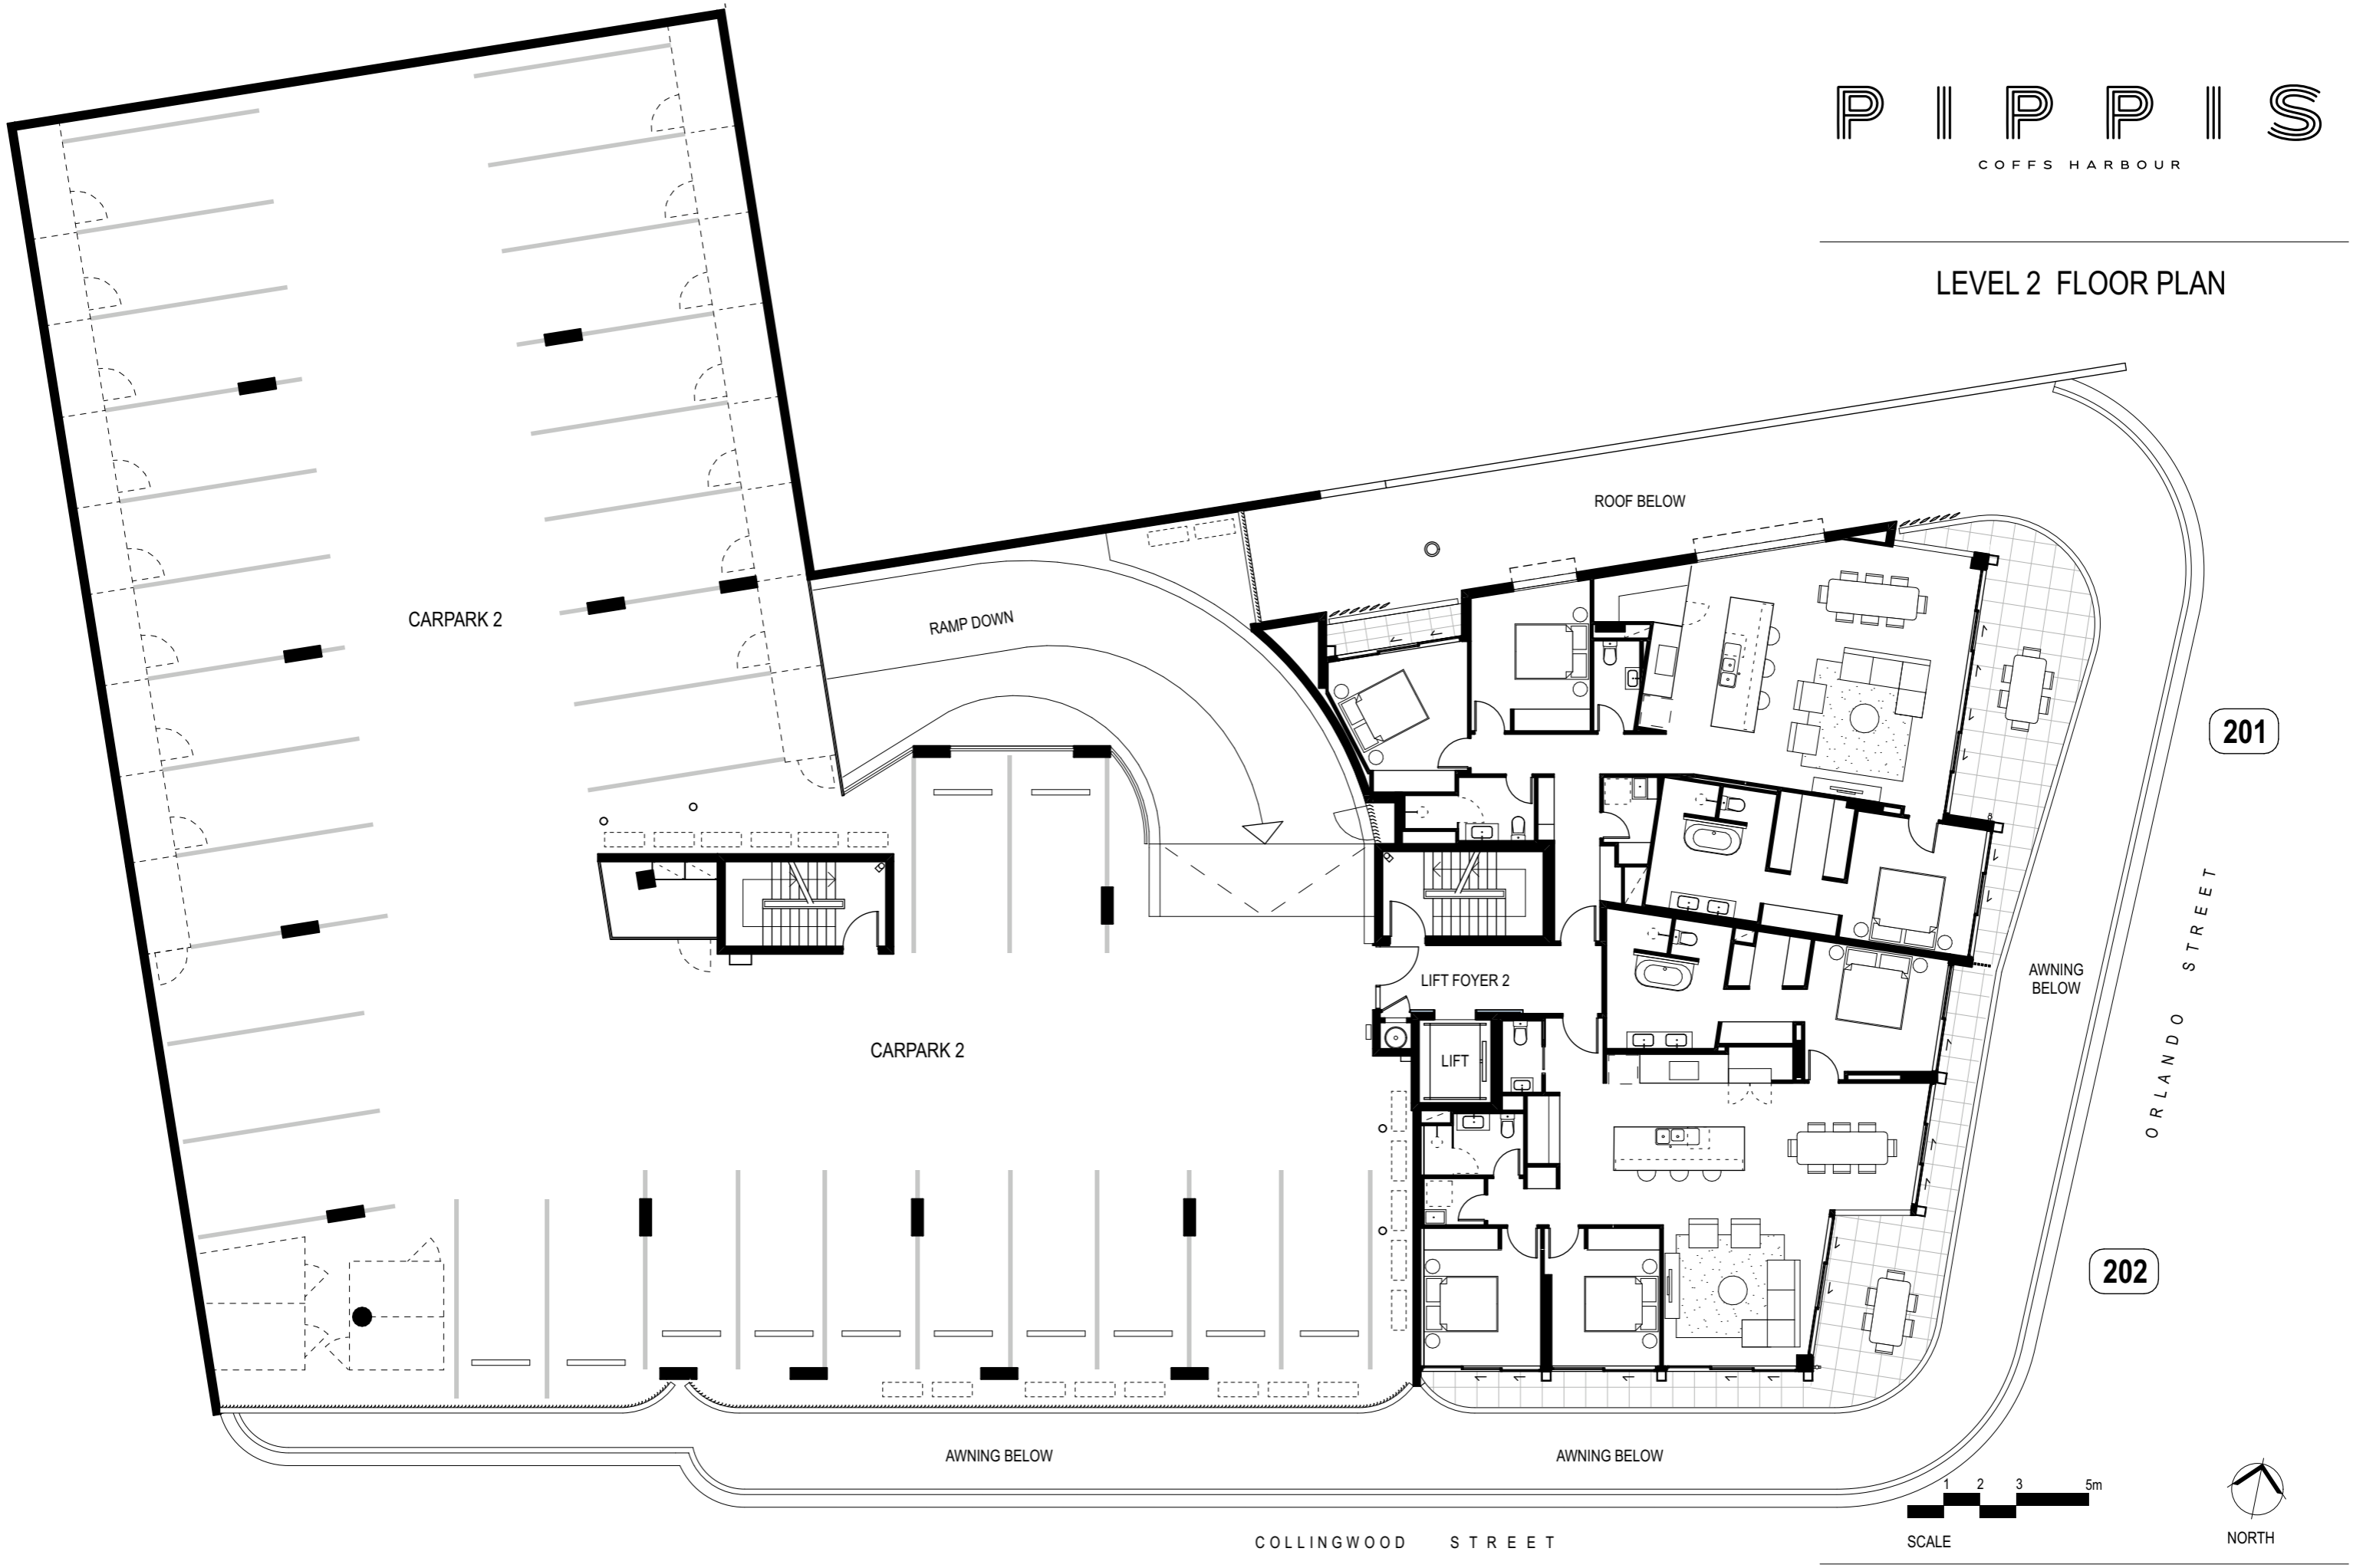 PIPPIS
COFFS HARBOUR
LEVEL 2 FLOOR PLAN
ROOF BELOW
CARPARK 2
RAMP DOWN
201
ORLANDO STREET
AWNING
BELOW
LIFT FOYER 2
CARPARK 2
LIFT
202
AWNING BELOW
AWNING BELOW
1 2 3 5m
SCALE
NORTH
COLLINGWOOD STREET